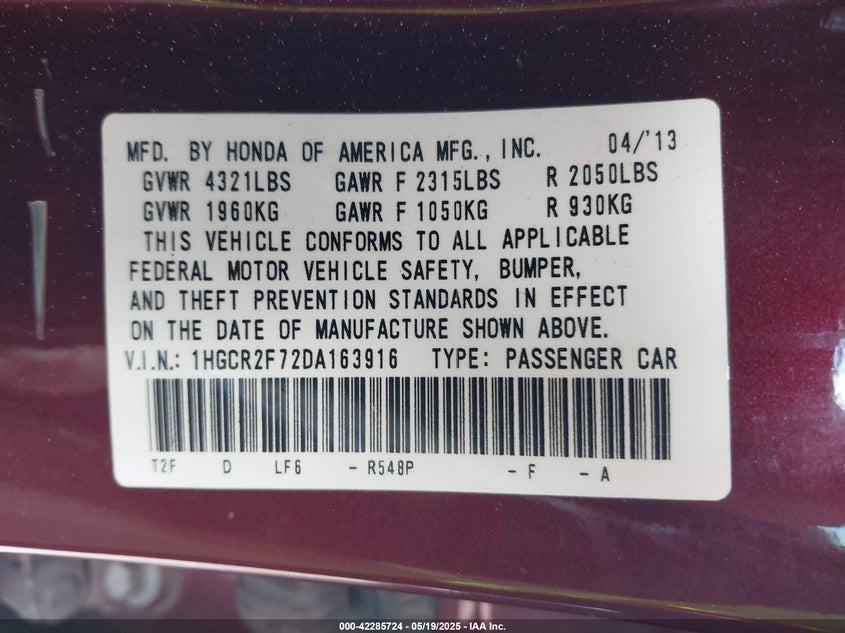 MFD. BY HONDA OF AMERICA MFG., INC. 04/'13
GVWR 4321LBS GAWR F 2315LBS R 2050LBS
GVWR 1960KG GAWR F 1050KG R 930KG
THIS VEHICLE CONFORMS TO ALL APPLICABLE
FEDERAL MOTOR VEHICLE SAFETY, BUMPER,
AND THEFT PREVENTION STANDARDS IN EFFECT
ON THE DATE OF MANUFACTURE SHOWN ABOVE.
V.I.N.: 1HGCR2F72DA163916 TYPE: PASSENGER CAR
T2F D LF6 - R548P - F - A
000-42285724 - 05/19/2025 - IAA Inc.